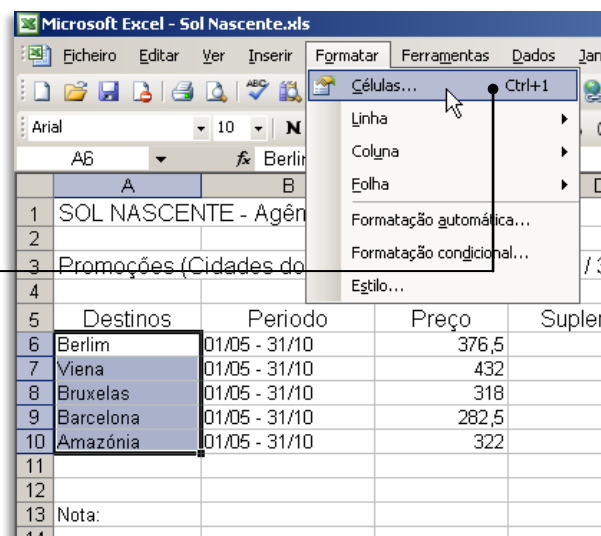 Microsoft Excel - Sol Nascente.xls
Ficheiro Editar Ver Inserir Formatar Ferramentas Dados
Células... Ctrl+1
Linha
Coluna
Folha
Formatação automática...
Formatação condicional...
Estilo...
Arial 10 N
A6 fx
A B
1 SOL NASCENTE -
2
3 Promoções (Cidades do
4
5 Destinos Periodo Preço
6 Berlim 01/05 - 31/10 376,5
7 Viena 01/05 - 31/10 432
8 Bruxelas 01/05 - 31/10 318
9 Barcelona 01/05 - 31/10 282,5
10 Amazónia 01/05 - 31/10 322
11
12
13 Nota: